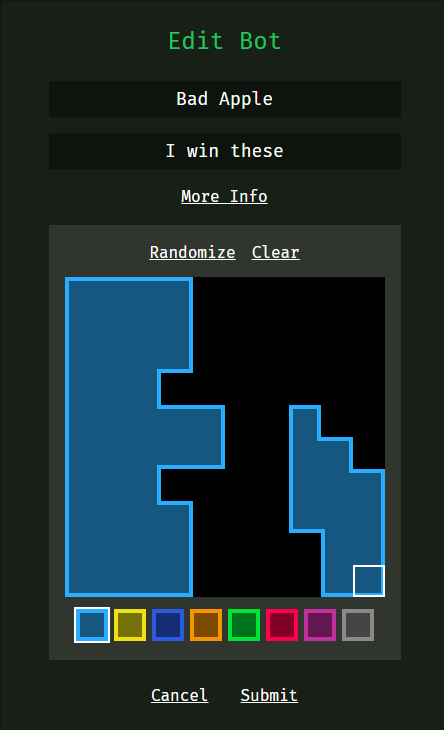 Edit Bot
Bad Apple
I win these
More Info
Randomize Clear
Cancel Submit